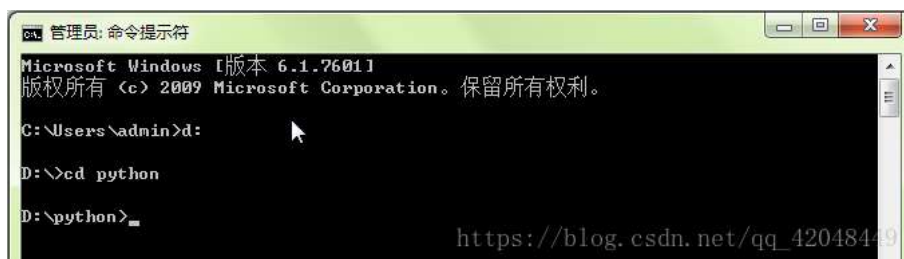 管理员: 命令提示符
Microsoft Windows [版本 6.1.7601]
版权所有 (c) 2009 Microsoft Corporation。保留所有权利。
C:\Users\admin>d:
D:\>cd python
D:\python>_
https://blog.csdn.net/qq_42048449